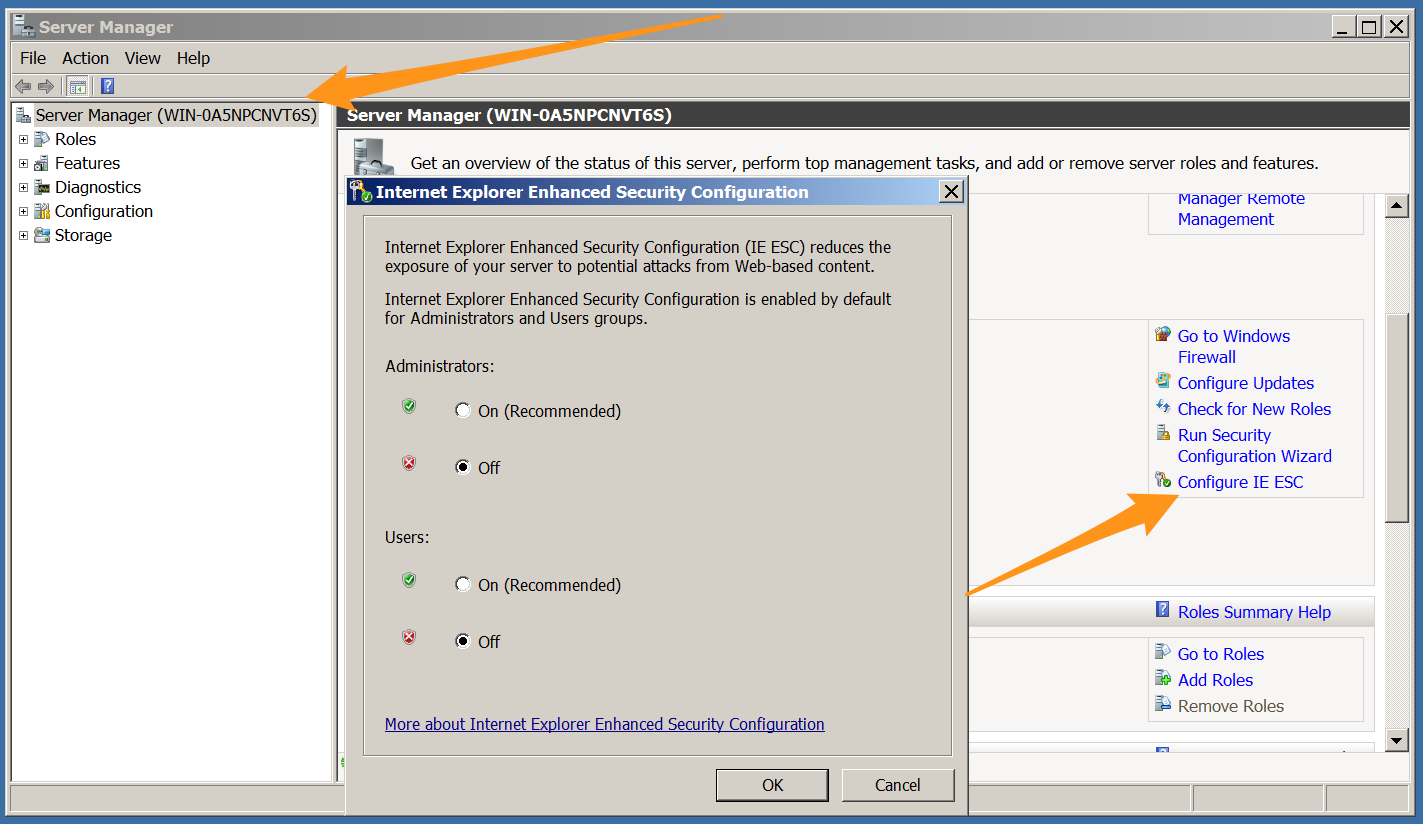 Server Manager
File Action View Help
Server Manager (WIN-0A5NPCNVT6S)
Roles
Features
Diagnostics
Configuration
Storage
Server Manager (WIN-0A5NPCNVT6S)
Get an overview of the status of this server, perform top management tasks, and add or remove server roles and features.
Internet Explorer Enhanced Security Configuration
Internet Explorer Enhanced Security Configuration (IE ESC) reduces the
exposure of your server to potential attacks from Web-based content.
Internet Explorer Enhanced Security Configuration is enabled by default
for Administrators and Users groups.
Administrators:
On (Recommended)
Off
Users:
On (Recommended)
Off
More about Internet Explorer Enhanced Security Configuration
OK Cancel
Manager Remote
Management
Go to Windows
Firewall
Configure Updates
Check for New Roles
Run Security
Configuration Wizard
Configure IE ESC
Roles Summary Help
Go to Roles
Add Roles
Remove Roles